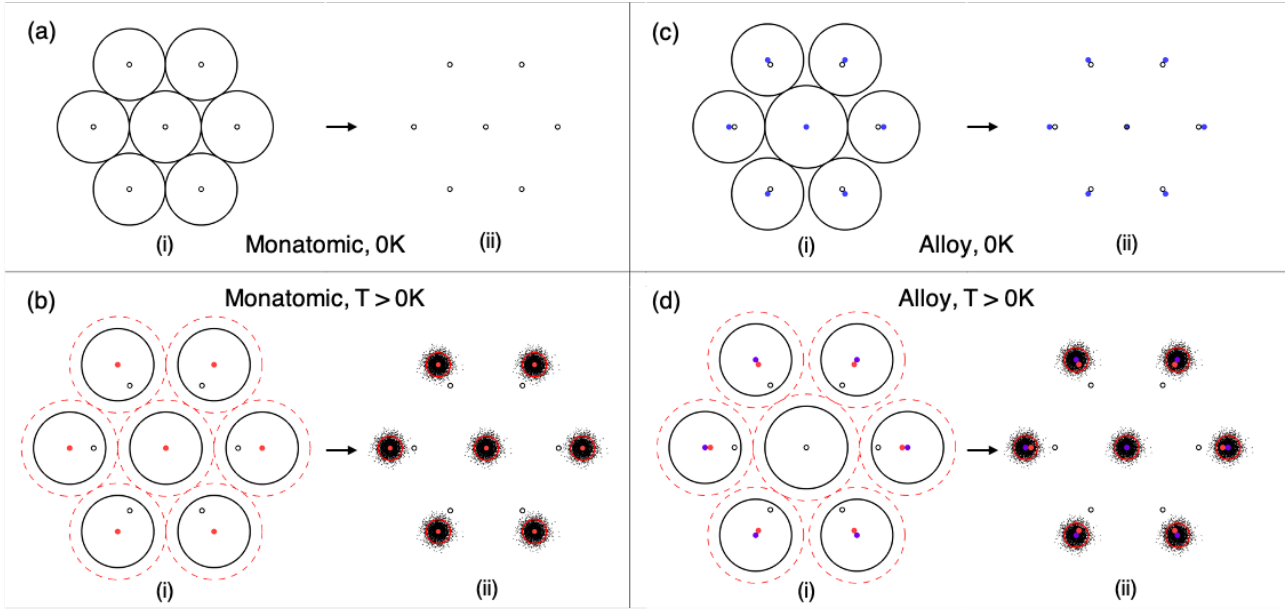 (a)
(i)
Monatomic, 0K
(ii)
(c)
(i)
Alloy, 0K
(ii)
(b)
Monatomic, T > 0K
(i)
(ii)
(d)
Alloy, T > 0K
(i)
(ii)